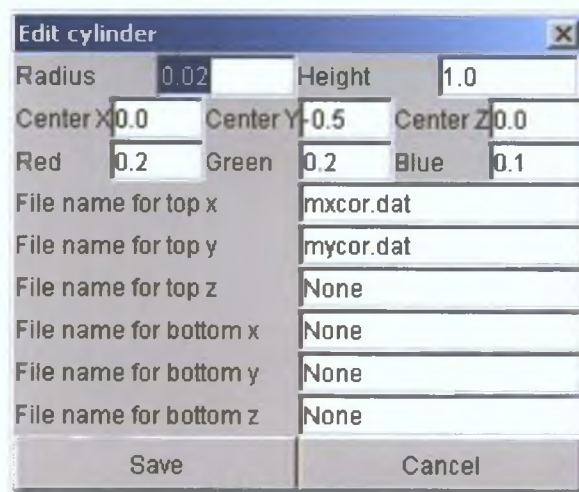 Edit cylinder
Radius 0.02 Height 1.0
Center X 0.0 Center Y -0.5 Center Z 0.0
Red 0.2 Green 0.2 Blue 0.1
File name for top x mxcor.dat
File name for top y mycor.dat
File name for top z None
File name for bottom x None
File name for bottom y None
File name for bottom z None
Save Cancel